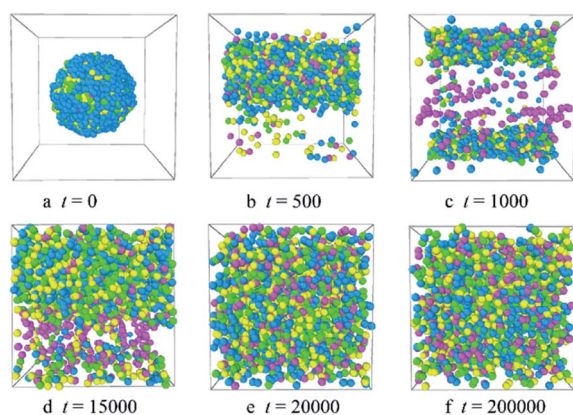 a t = 0
b t = 500
c t = 1000
d t = 15000
e t = 20000
f t = 200000